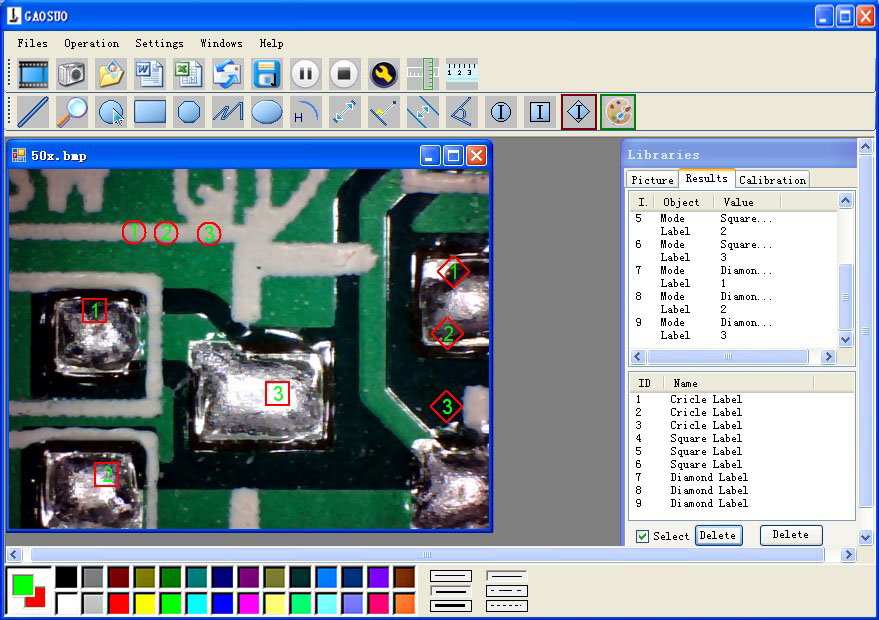 GAOSUO
Files Operation Settings Windows Help
1 2 3
H
50x.bmp
1 2 3
1
1
2
3
3
2
Libraries
Picture Results Calibration
I. Object Value
5 Mode Square...
Label 2
6 Mode Square...
Label 3
7 Mode Diamon...
Label 1
8 Mode Diamon...
Label 2
9 Mode Diamon...
Label 3
ID Name
1 Cricle Label
2 Cricle Label
3 Cricle Label
4 Square Label
5 Square Label
6 Square Label
7 Diamond Label
8 Diamond Label
9 Diamond Label
Select Delete Delete